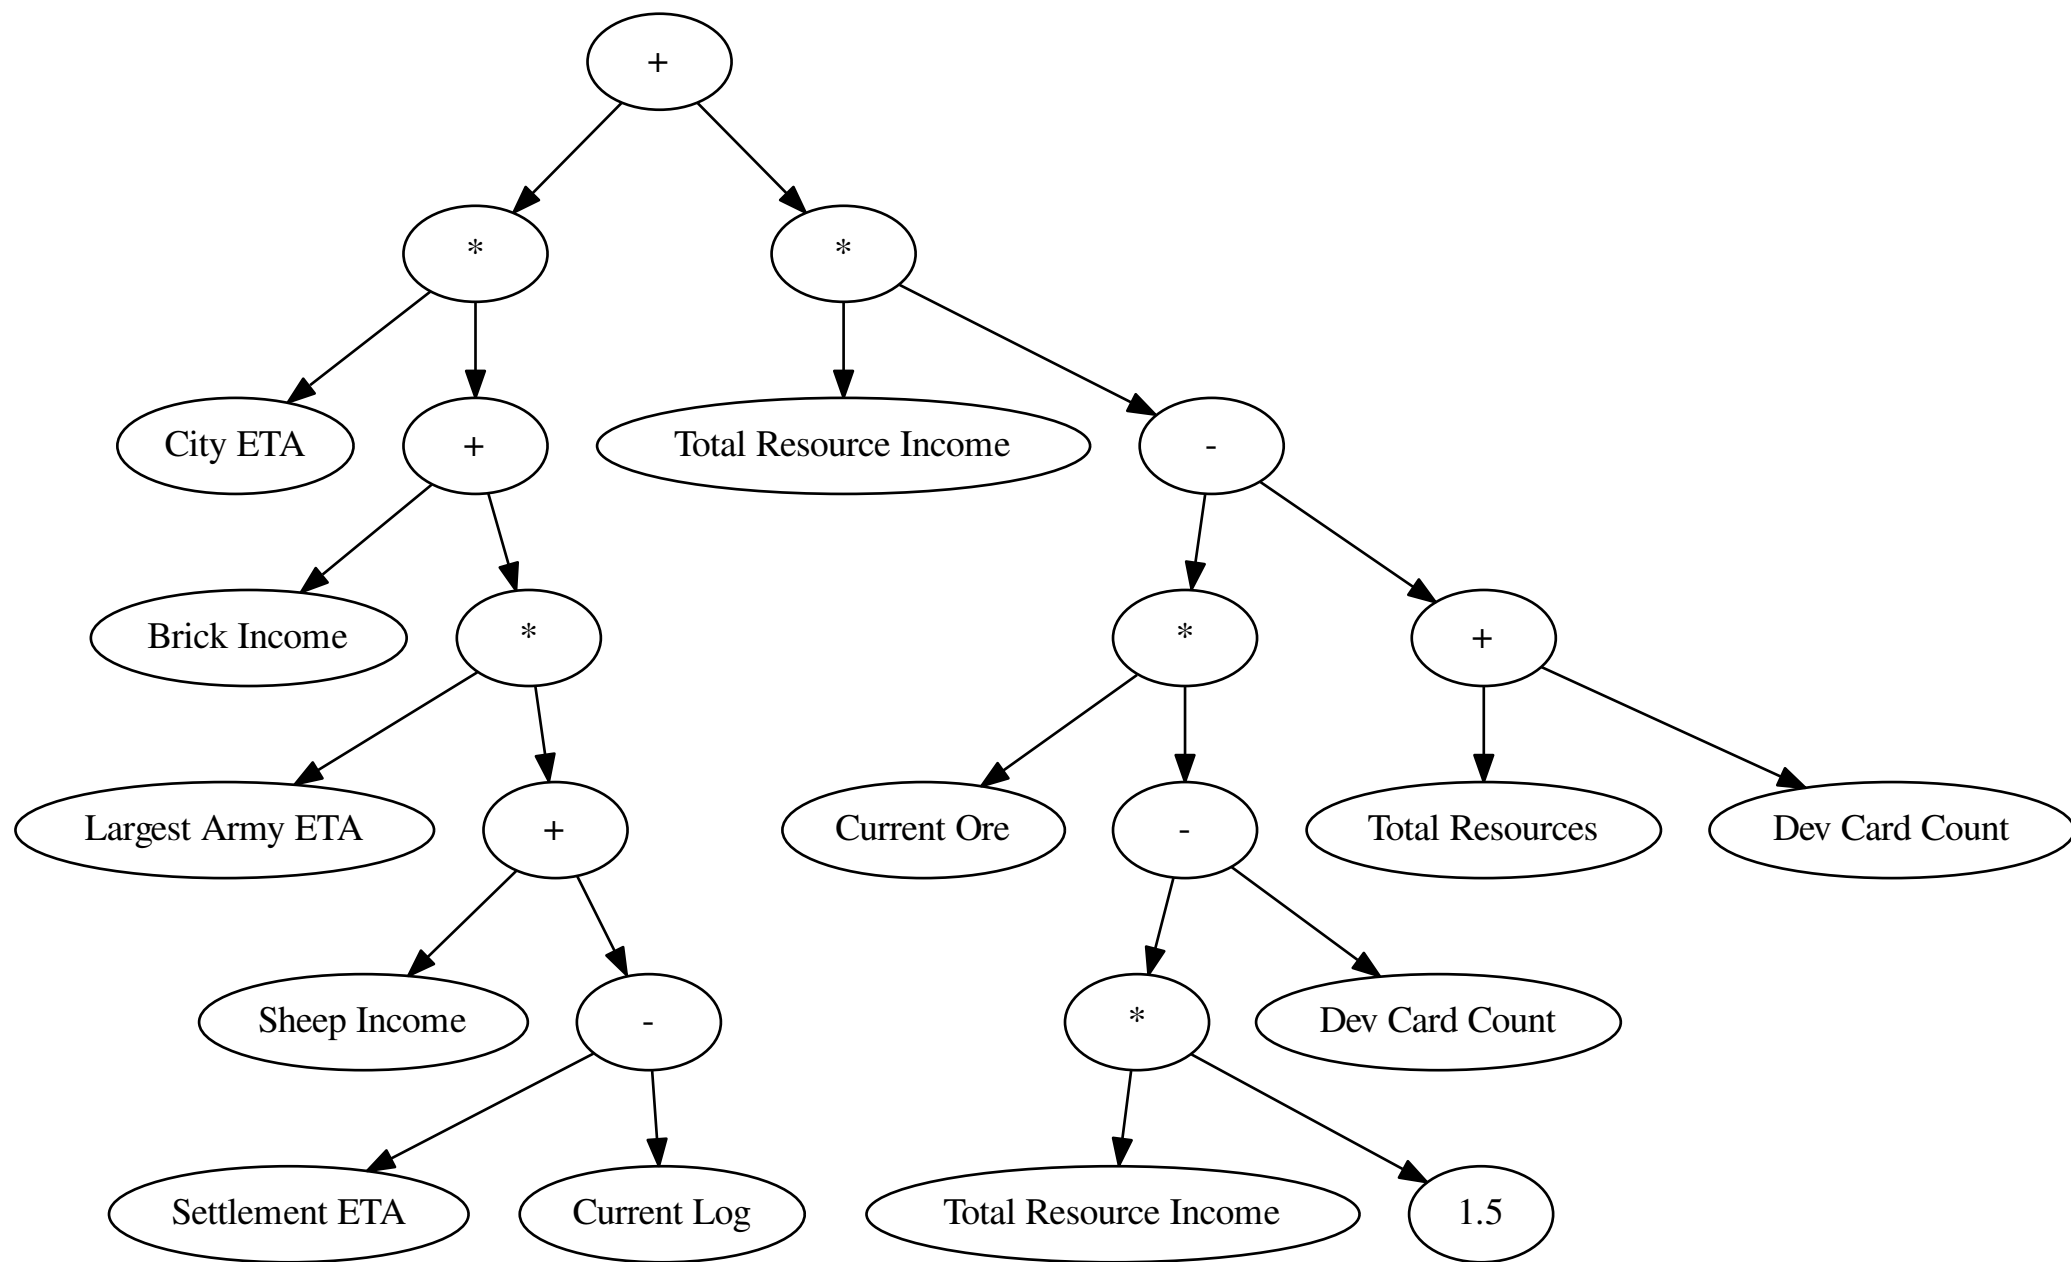 +
*
*
City ETA
+
Total Resource Income
-
Brick Income
*
*
+
Largest Army ETA
+
Current Ore
-
Total Resources
Dev Card Count
Sheep Income
-
*
Dev Card Count
Settlement ETA
Current Log
Total Resource Income
1.5